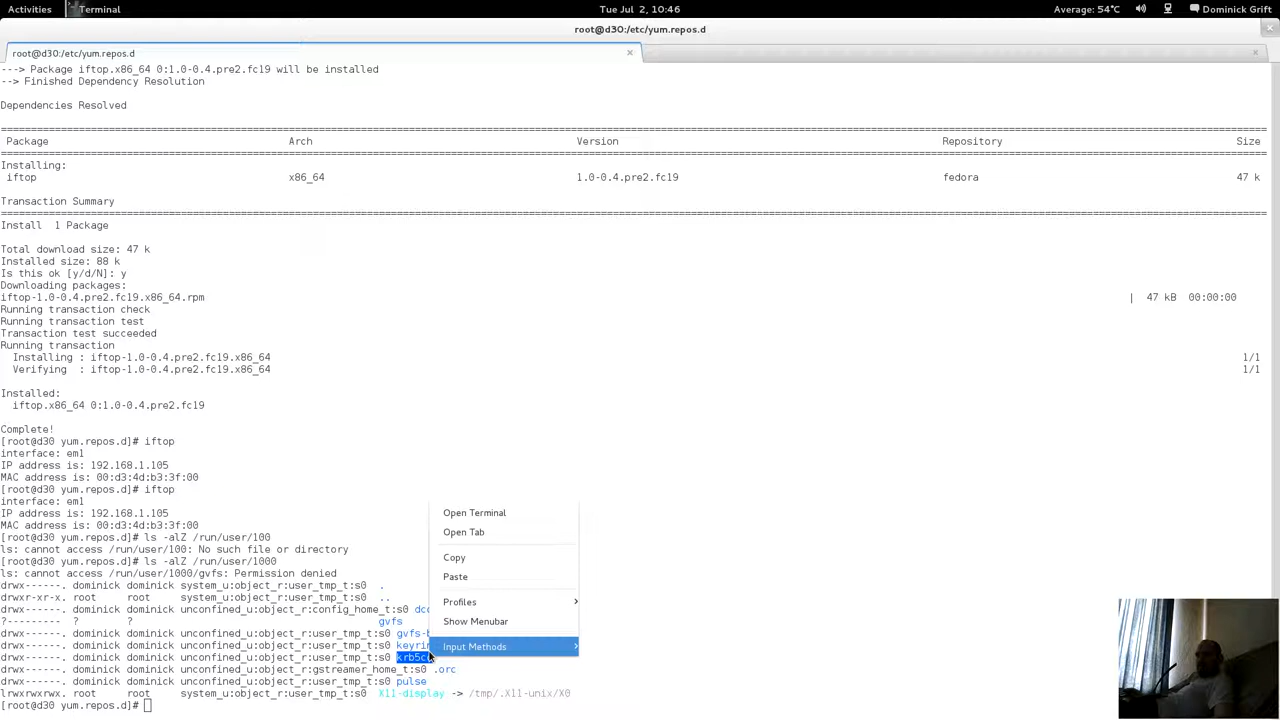 Activities Terminal Tue Jul 2, 10:46 Average: 54°C Dominick Grift
root@d30:/etc/yum.repos.d
root@d30:/etc/yum.repos.d
---> Package iftop.x86_64 0:1.0-0.4.pre2.fc19 will be installed
--> Finished Dependency Resolution
Dependencies Resolved
Package Arch Version Repository Size
Installing:
iftop x86_64 1.0-0.4.pre2.fc19 fedora 47 k
Transaction Summary
Install 1 Package
Total download size: 47 k
Installed size: 88 k
Is this ok [y/d/N]: y
Downloading packages:
iftop-1.0-0.4.pre2.fc19.x86_64.rpm | 47 kB 00:00:00
Running transaction check
Running transaction test
Transaction test succeeded
Running transaction
Installing : iftop-1.0-0.4.pre2.fc19.x86_64 1/1
Verifying : iftop-1.0-0.4.pre2.fc19.x86_64 1/1
Installed:
iftop.x86_64 0:1.0-0.4.pre2.fc19
Complete!
[root@d30 yum.repos.d]# iftop
interface: em1
IP address is: 192.168.1.105
MAC address is: 00:d3:4d:b3:3f:00
[root@d30 yum.repos.d]# iftop
interface: em1
IP address is: 192.168.1.105
MAC address is: 00:d3:4d:b3:3f:00
[root@d30 yum.repos.d]# ls -alZ /run/user/100
ls: cannot access /run/user/100: No such file or directory
[root@d30 yum.repos.d]# ls -alZ /run/user/1000
ls: cannot access /run/user/1000/gvfs: Permission denied
drwx------. dominick dominick system_u:object_r:user_tmp_t:s0 .
drwxr-xr-x. root root system_u:object_r:user_tmp_t:s0 ..
drwx------. dominick dominick unconfined_u:object_r:config_home_t:s0 dco
?--------- ? ? gvfs
drwx------. dominick dominick unconfined_u:object_r:user_tmp_t:s0 gvfs-b
drwx------. dominick dominick unconfined_u:object_r:user_tmp_t:s0 keyrin
drwx------. dominick dominick unconfined_u:object_r:user_tmp_t:s0 krb5c
drwx------. dominick dominick unconfined_u:object_r:gstreamer_home_t:s0 .orc
drwx------. dominick dominick unconfined_u:object_r:user_tmp_t:s0 pulse
lrwxrwxrwx. root root system_u:object_r:user_tmp_t:s0 X11-display -> /tmp/.X11-unix/X0
[root@d30 yum.repos.d]#
Open Terminal
Open Tab
Copy
Paste
Profiles
Show Menubar
Input Methods